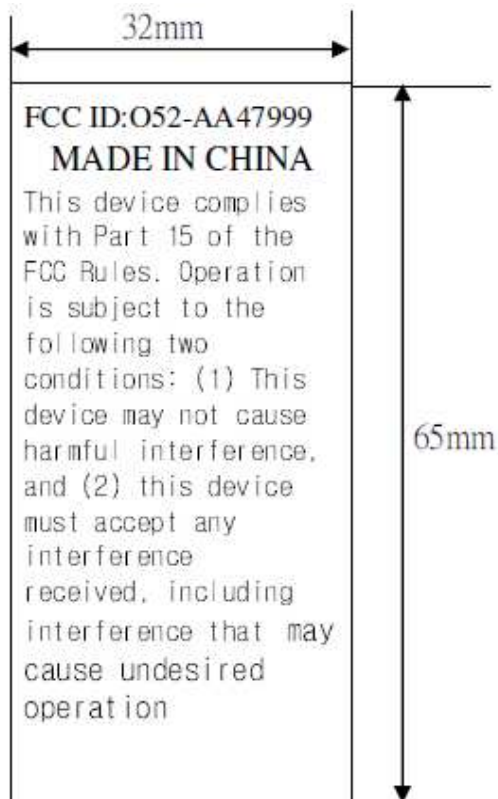 32mm
FCC ID:O52-AA47999
MADE IN CHINA
This device complies
with Part 15 of the
FCC Rules. Operation
is subject to the
following two
conditions: (1) This
device may not cause
harmful interference,
and (2) this device
must accept any
interference
received, including
interference that may
cause undesired
operation
65mm